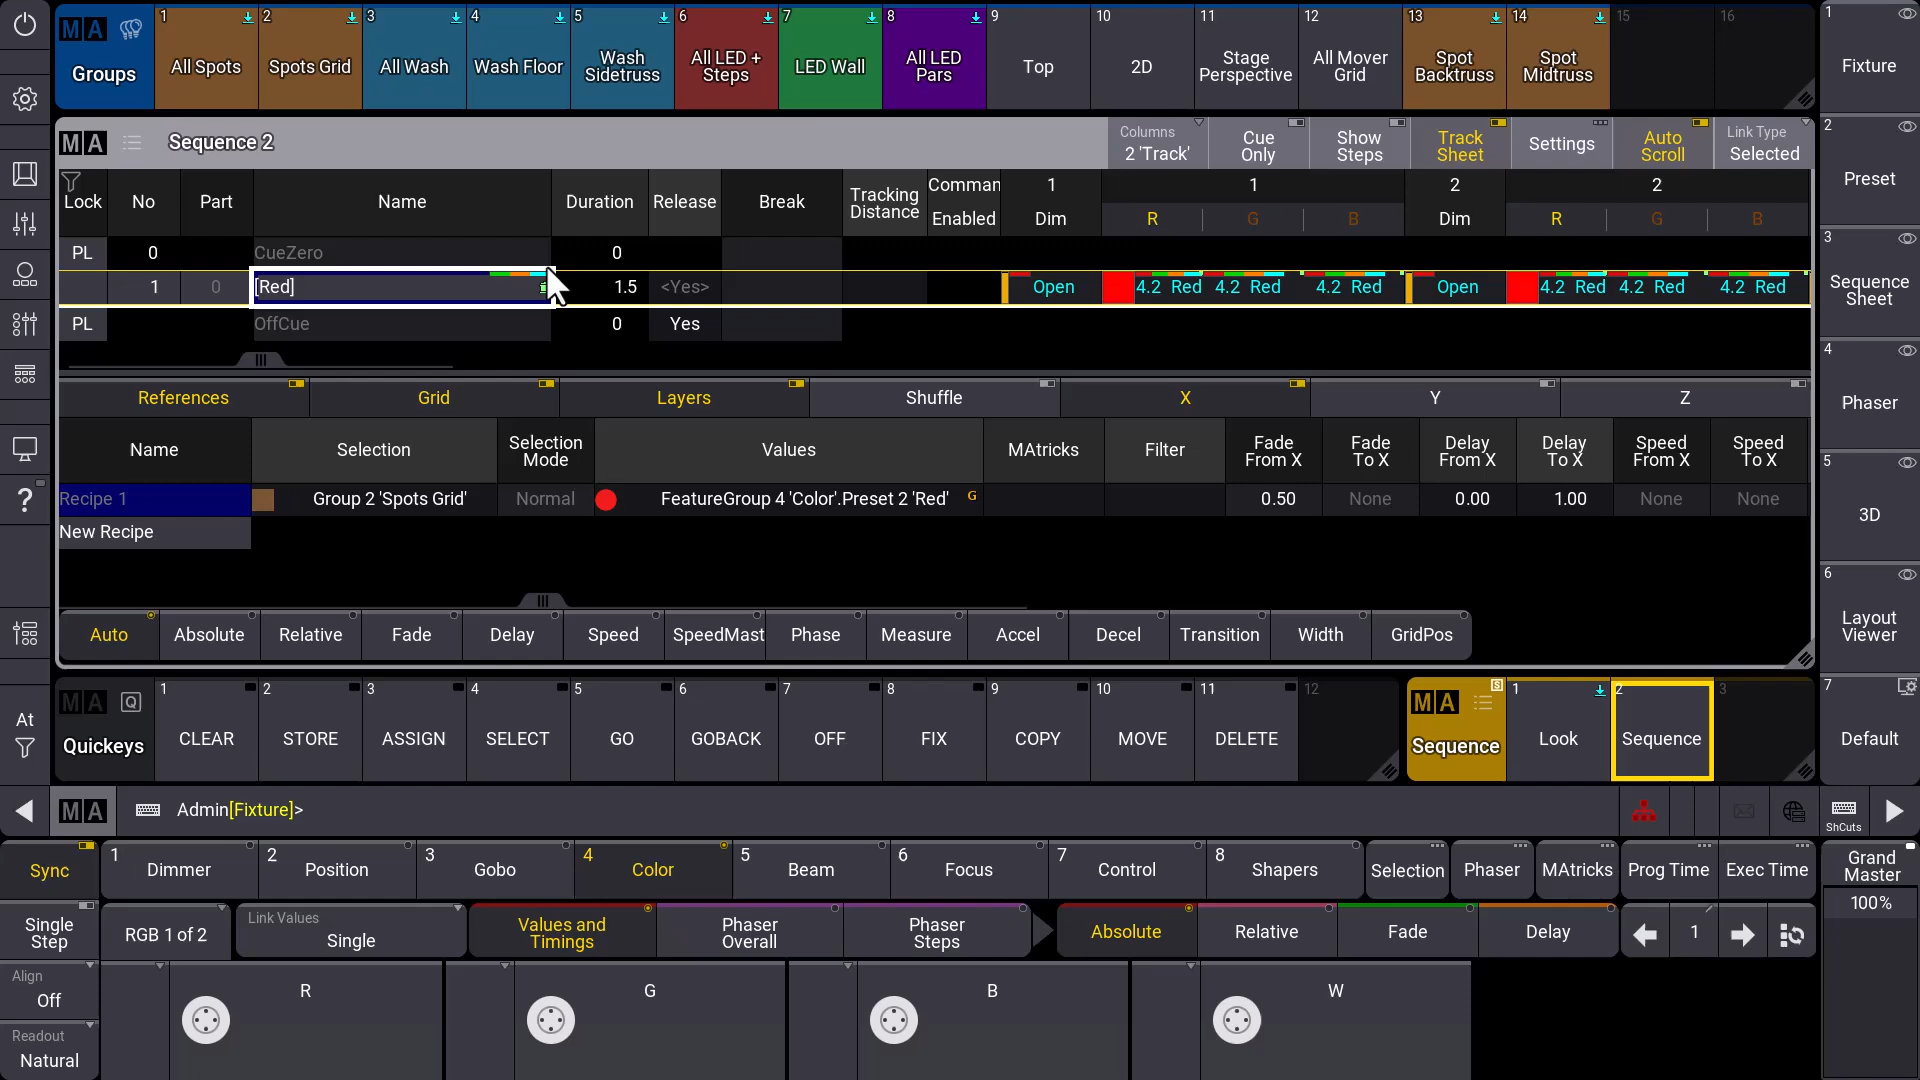 MA
Groups
1 All Spots
2 Spots Grid
3 All Wash
4 Wash Floor
5 Wash Sidetruss
6 All LED + Steps
7 LED Wall
8 All LED Pars
9 Top
10 2D
11 Stage Perspective
12 All Mover Grid
13 Spot Backtruss
14 Spot Midtruss
15
16
1 Fixture
2 Preset
3 Sequence Sheet
4 Phaser
5 3D
6 Layout Viewer
7 Default
MA Sequence 2
Columns 2 'Track'
Cue Only
Show Steps
Track Sheet
Settings
Auto Scroll
Link Type Selected
Lock No Part Name Duration Release Break Tracking Distance Comman Enabled
1 1 2 2
Dim R G B Dim R G B
PL 0 CueZero 0
1 0 [Red] 1.5 <Yes> Open 4.2 Red 4.2 Red 4.2 Red Open 4.2 Red 4.2 Red 4.2 Red
PL OffCue 0 Yes
References Grid Layers Shuffle X Y Z
Name Selection Selection Mode Values MAtricks Filter Fade From X Fade To X Delay From X Delay To X Speed From X Speed To X
Recipe 1 Group 2 'Spots Grid' Normal FeatureGroup 4 'Color'.Preset 2 'Red' G 0.50 None 0.00 1.00 None None
New Recipe
Auto Absolute Relative Fade Delay Speed SpeedMast Phase Measure Accel Decel Transition Width GridPos
MA Q
Quickeys
1 CLEAR
2 STORE
3 ASSIGN
4 SELECT
5 GO
6 GOBACK
7 OFF
8 FIX
9 COPY
10 MOVE
11 DELETE
12
S
MA
Sequence
1 Look
2 Sequence
3
At
?
MA Admin[Fixture]>
ShCuts
Sync
1 Dimmer
2 Position
3 Gobo
4 Color
5 Beam
6 Focus
7 Control
8 Shapers
Selection
Phaser
MAtricks
Prog Time
Exec Time
Grand Master
100%
Single Step
RGB 1 of 2
Link Values Single
Values and Timings
Phaser Overall
Phaser Steps
Absolute
Relative
Fade
Delay
1
Align Off
Readout Natural
R G B W